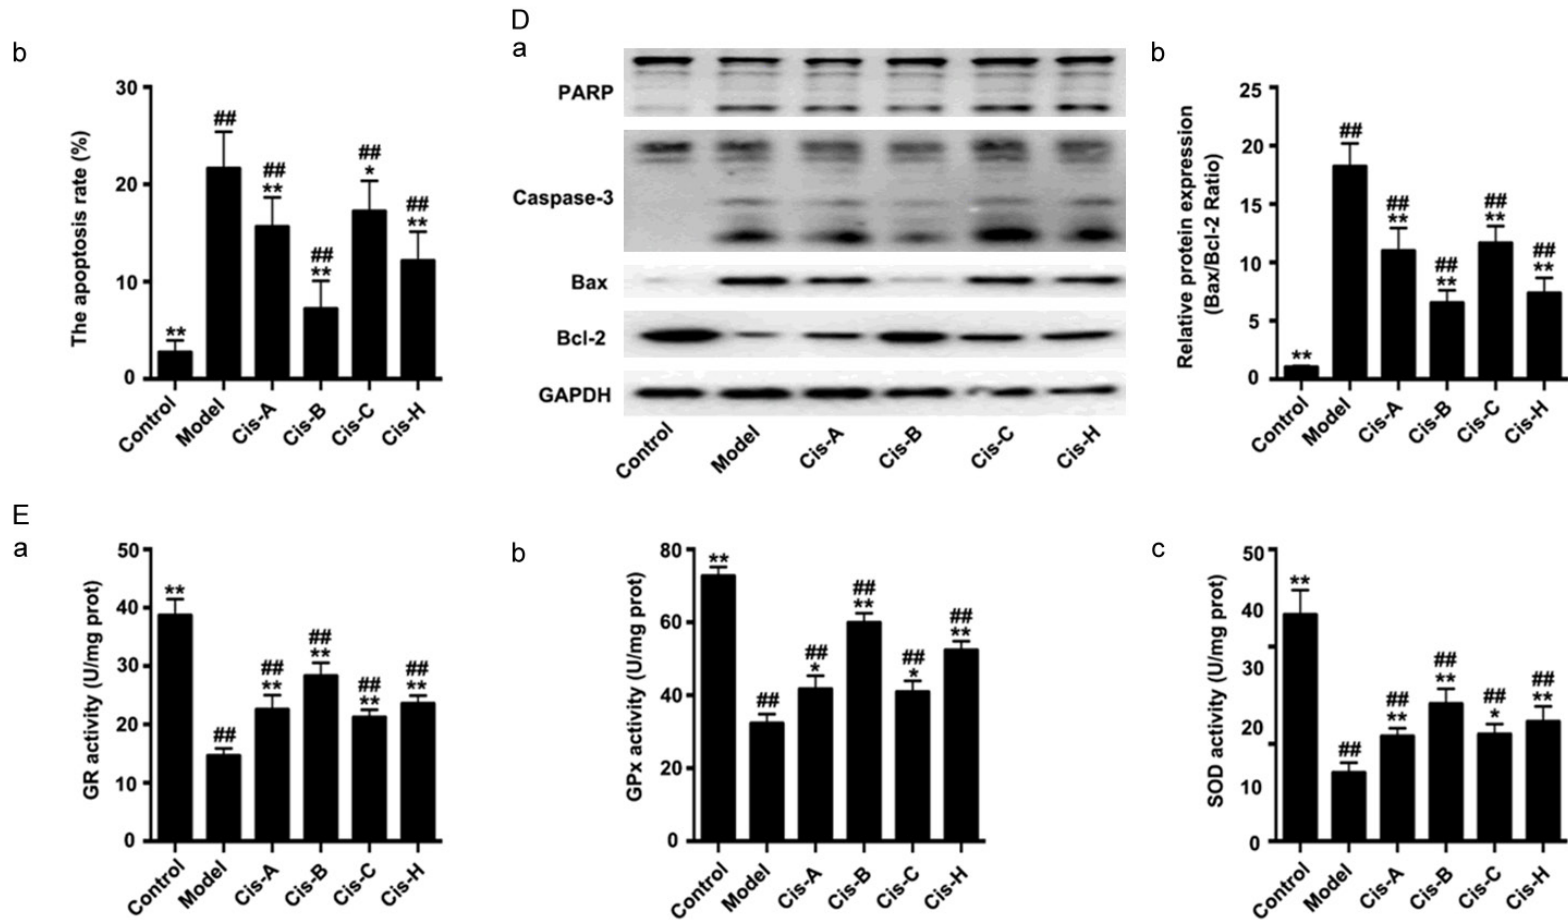 b
The apoptosis rate (%)
30
20
10
0
**
##
##
**
##
**
##
*
##
**
Control
Model
Cis-A
Cis-B
Cis-C
Cis-H
D
a
PARP
Caspase-3
Bax
Bcl-2
GAPDH
Control
Model
Cis-A
Cis-B
Cis-C
Cis-H
b
Relative protein expression
(Bax/Bcl-2 Ratio)
25
20
15
10
5
0
**
##
##
**
##
**
##
**
##
**
Control
Model
Cis-A
Cis-B
Cis-C
Cis-H
E
a
GR activity (U/mg prot)
50
40
30
20
10
0
**
##
##
**
##
**
##
**
##
**
Control
Model
Cis-A
Cis-B
Cis-C
Cis-H
b
GPx activity (U/mg prot)
80
60
40
20
0
**
##
##
*
##
**
##
*
##
**
Control
Model
Cis-A
Cis-B
Cis-C
Cis-H
c
SOD activity (U/mg prot)
50
40
30
20
10
0
**
##
##
**
##
**
##
*
##
**
Control
Model
Cis-A
Cis-B
Cis-C
Cis-H